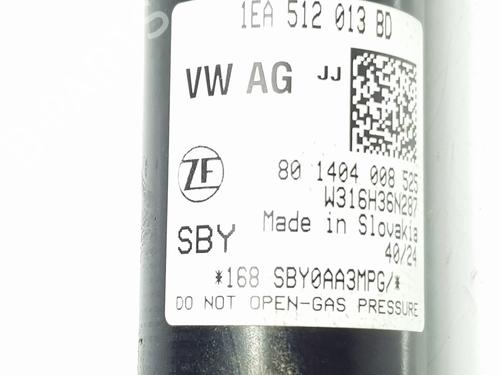 1EA 512 013 BD
VW AG JJ
ZF
80 1404 008 525
W316H36N287
Made in Slovakia
SBY
40/24
*168 SBY0AA3MPG/*
DO NOT OPEN-GAS PRESSURE